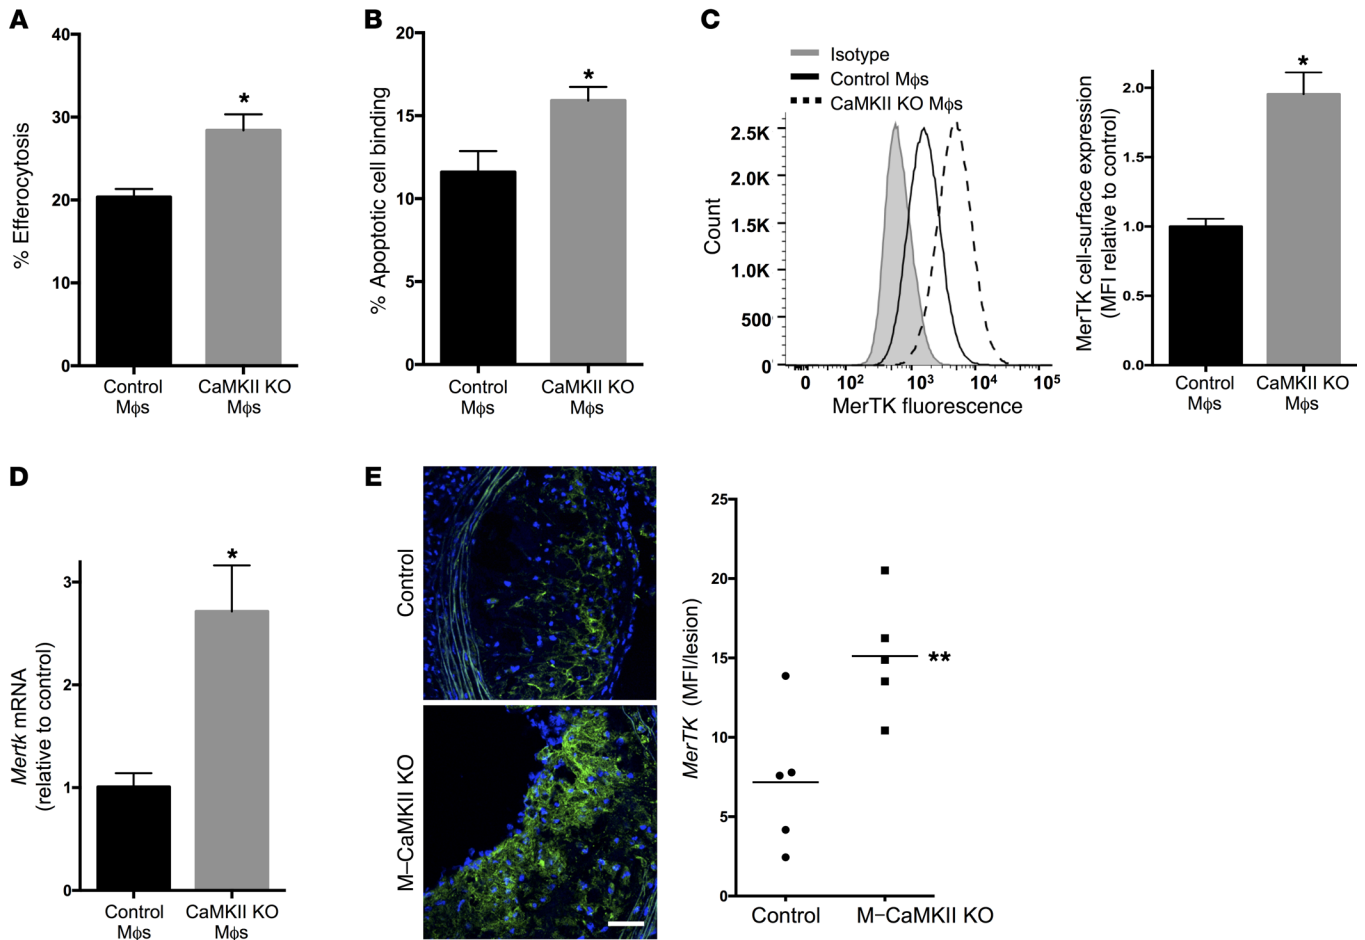 A
% Efferocytosis
40
30
20
10
0
*
Control
Mϕs
CaMKII KO
Mϕs
B
% Apoptotic cell binding
20
15
10
5
0
*
Control
Mϕs
CaMKII KO
Mϕs
C
Isotype
Control Mϕs
CaMKII KO Mϕs
Count
2.5K
2.0K
1.5K
1.0K
500
0
0 10² 10³ 10⁴ 10⁵
MerTK fluorescence
MerTK cell-surface expression
(MFI relative to control)
2.0
1.5
1.0
0.5
0.0
*
Control
Mϕs
CaMKII KO
Mϕs
D
Mertk mRNA
(relative to control)
3
2
1
0
*
Control
Mϕs
CaMKII KO
Mϕs
E
Control
M–CaMKII KO
MerTK (MFI/lesion)
25
20
15
10
5
0
**
Control
M–CaMKII KO